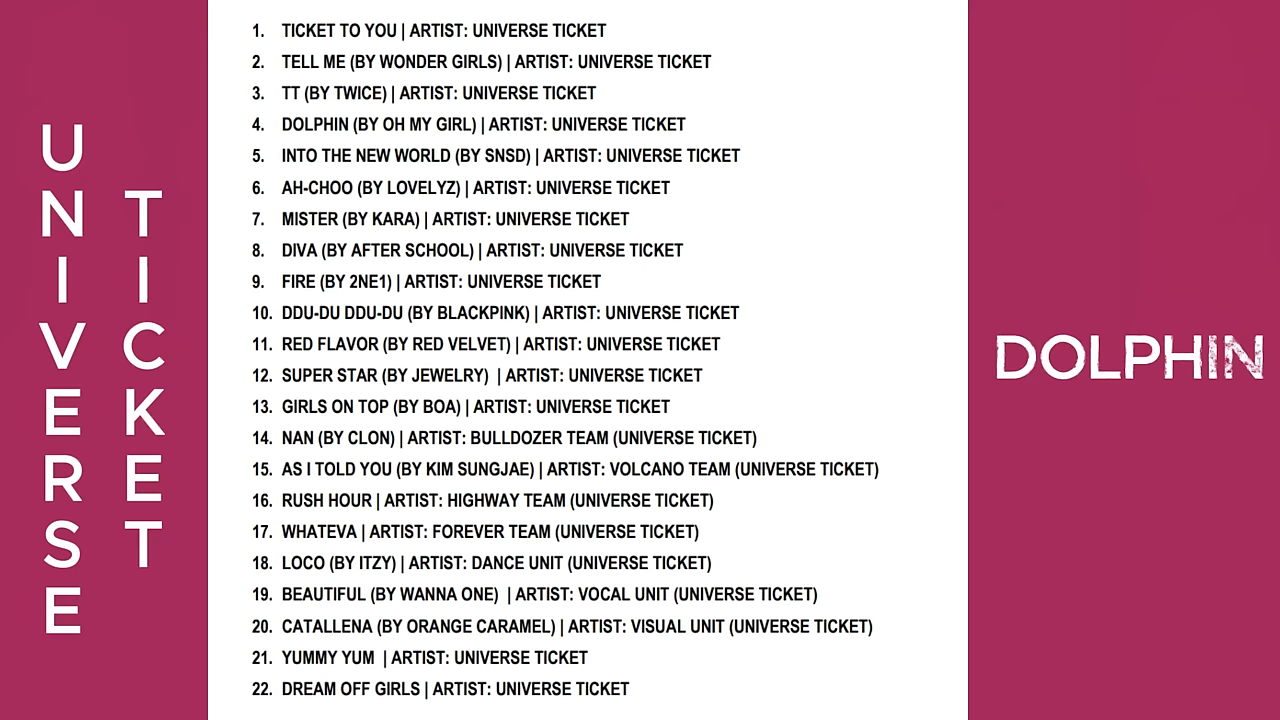 UNIVERSE
TICKET
1. TICKET TO YOU | ARTIST: UNIVERSE TICKET
2. TELL ME (BY WONDER GIRLS) | ARTIST: UNIVERSE TICKET
3. TT (BY TWICE) | ARTIST: UNIVERSE TICKET
4. DOLPHIN (BY OH MY GIRL) | ARTIST: UNIVERSE TICKET
5. INTO THE NEW WORLD (BY SNSD) | ARTIST: UNIVERSE TICKET
6. AH-CHOO (BY LOVELYZ) | ARTIST: UNIVERSE TICKET
7. MISTER (BY KARA) | ARTIST: UNIVERSE TICKET
8. DIVA (BY AFTER SCHOOL) | ARTIST: UNIVERSE TICKET
9. FIRE (BY 2NE1) | ARTIST: UNIVERSE TICKET
10. DDU-DU DDU-DU (BY BLACKPINK) | ARTIST: UNIVERSE TICKET
11. RED FLAVOR (BY RED VELVET) | ARTIST: UNIVERSE TICKET
12. SUPER STAR (BY JEWELRY) | ARTIST: UNIVERSE TICKET
13. GIRLS ON TOP (BY BOA) | ARTIST: UNIVERSE TICKET
14. NAN (BY CLON) | ARTIST: BULLDOZER TEAM (UNIVERSE TICKET)
15. AS I TOLD YOU (BY KIM SUNGJAE) | ARTIST: VOLCANO TEAM (UNIVERSE TICKET)
16. RUSH HOUR | ARTIST: HIGHWAY TEAM (UNIVERSE TICKET)
17. WHATEVA | ARTIST: FOREVER TEAM (UNIVERSE TICKET)
18. LOCO (BY ITZY) | ARTIST: DANCE UNIT (UNIVERSE TICKET)
19. BEAUTIFUL (BY WANNA ONE) | ARTIST: VOCAL UNIT (UNIVERSE TICKET)
20. CATALLENA (BY ORANGE CARAMEL) | ARTIST: VISUAL UNIT (UNIVERSE TICKET)
21. YUMMY YUM | ARTIST: UNIVERSE TICKET
22. DREAM OFF GIRLS | ARTIST: UNIVERSE TICKET
DOLPHIN